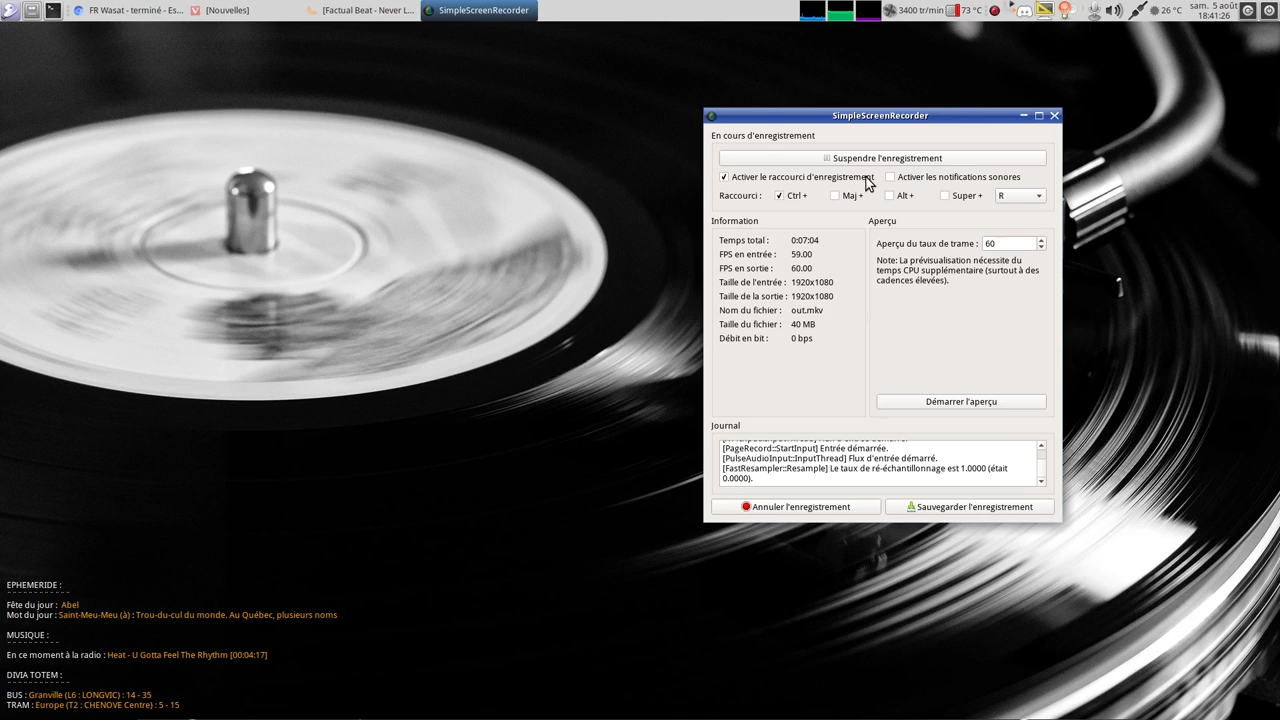 FR Wasat - terminé - Es...
[Nouvelles]
[Factual Beat - Never L...
SimpleScreenRecorder
3400 tr/min
73 °C
26 °C
sam. 5 août
18:41:26
SimpleScreenRecorder
En cours d'enregistrement
Suspendre l'enregistrement
Activer le raccourci d'enregistrement
Activer les notifications sonores
Raccourci :
Ctrl +
Maj +
Alt +
Super +
R
Information
Temps total : 0:07:04
FPS en entrée : 59.00
FPS en sortie : 60.00
Taille de l'entrée : 1920x1080
Taille de la sortie : 1920x1080
Nom du fichier : out.mkv
Taille du fichier : 40 MB
Débit en bit : 0 bps
Aperçu
Aperçu du taux de trame : 60
Note: La prévisualisation nécesite du
temps CPU supplémentaire (surtout à des
cadences élevées).
Démarrer l'aperçu
Journal
[PageRecord::StartInput] Entrée démarrée.
[PulseAudioInput::InputThread] Flux d'entrée démarré.
[FastResampler::Resample] Le taux de ré-échantillonnage est 1.0000 (était
0.0000).
Annuler l'enregistrement
Sauvegarder l'enregistrement
EPHEMERIDE :
Fête du jour : Abel
Mot du jour : Saint-Meu-Meu (à) : Trou-du-cul du monde. Au Québec, plusieurs noms
MUSIQUE :
En ce moment à la radio : Heat - U Gotta Feel The Rhythm [00:04:17]
DIVIA TOTEM :
BUS : Granville (L6 : LONGVIC) : 14 - 35
TRAM : Europe (T2 : CHENOVE Centre) : 5 - 15